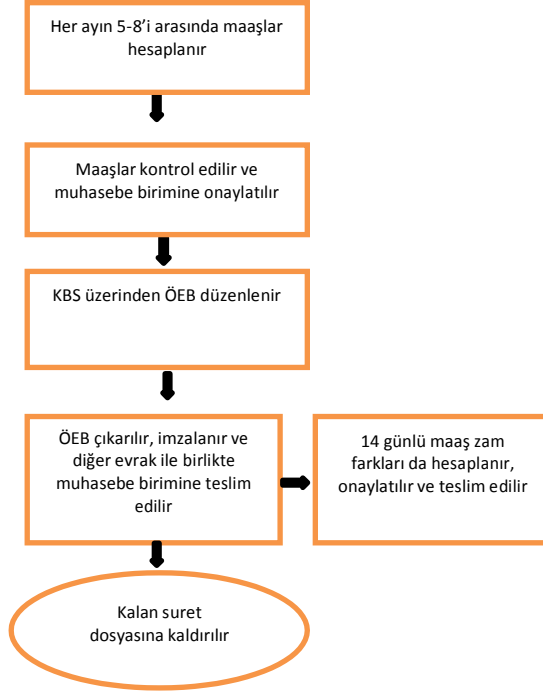 Her ayın 5-8'i arasında maaşlar
hesaplanır
Maaşlar kontrol edilir ve
muhasebe birimine onaylatılır
KBS üzerinden ÖEB düzenlenir
ÖEB çıkarılır, imzalanır ve
diğer evrak ile birlikte
muhasebe birimine teslim
edilir
14 günlü maaş zam
farkları da hesaplanır,
onaylatılır ve teslim edilir
Kalan suret
dosyasına kaldırılır